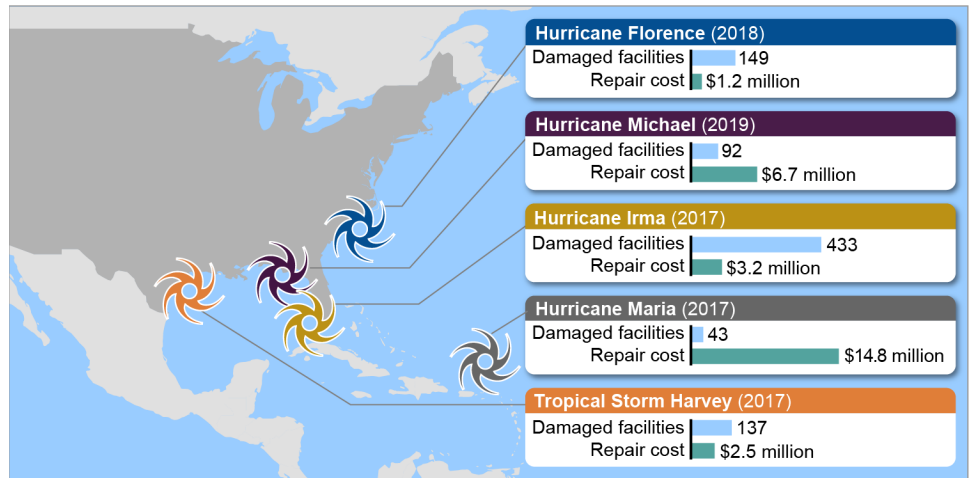 Hurricane Florence (2018)
Damaged facilities 149
Repair cost $1.2 million
Hurricane Michael (2019)
Damaged facilities 92
Repair cost $6.7 million
Hurricane Irma (2017)
Damaged facilities 433
Repair cost $3.2 million
Hurricane Maria (2017)
Damaged facilities 43
Repair cost $14.8 million
Tropical Storm Harvey (2017)
Damaged facilities 137
Repair cost $2.5 million